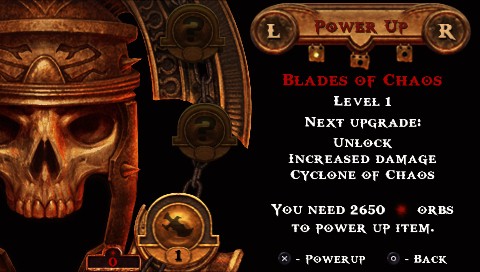 L Power Up R
Blades of Chaos
Level 1
Next upgrade:
Unlock
Increased damage
Cyclone of Chaos
You need 2650 orbs
to power up item.
? 
?
1
0
x - Powerup o - Back